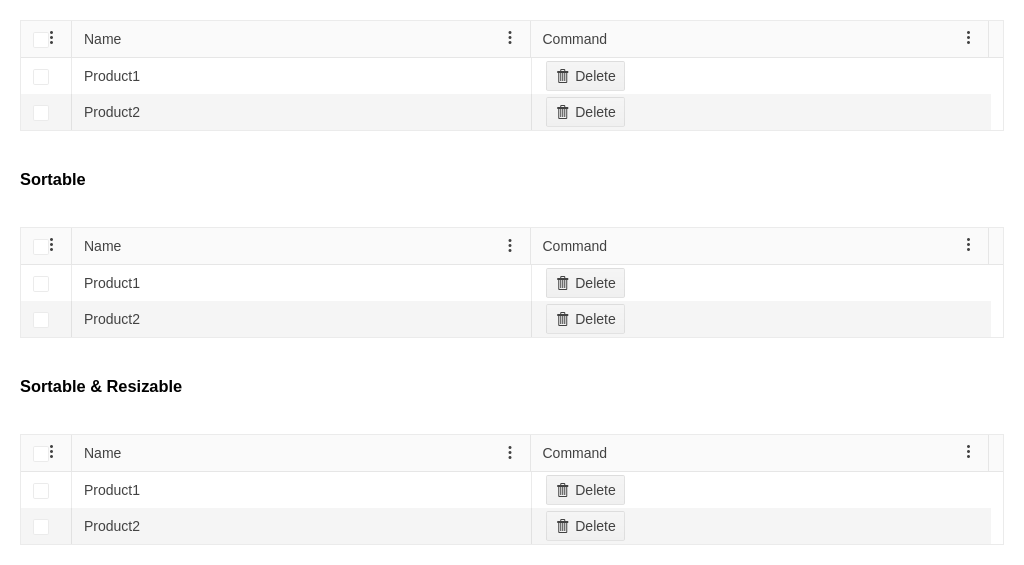 Name Command
Product1 Delete
Product2 Delete
Sortable
Name Command
Product1 Delete
Product2 Delete
Sortable & Resizable
Name Command
Product1 Delete
Product2 Delete